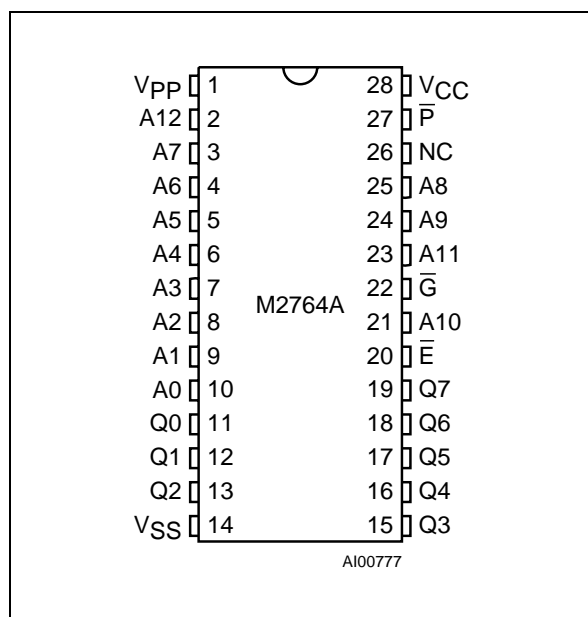 VPP 1 28 VCC
A12 2 27 P̅
A7 3 26 NC
A6 4 25 A8
A5 5 24 A9
A4 6 23 A11
A3 7 22 G̅
M2764A
A2 8 21 A10
A1 9 20 E̅
A0 10 19 Q7
Q0 11 18 Q6
Q1 12 17 Q5
Q2 13 16 Q4
VSS 14 15 Q3
AI00777